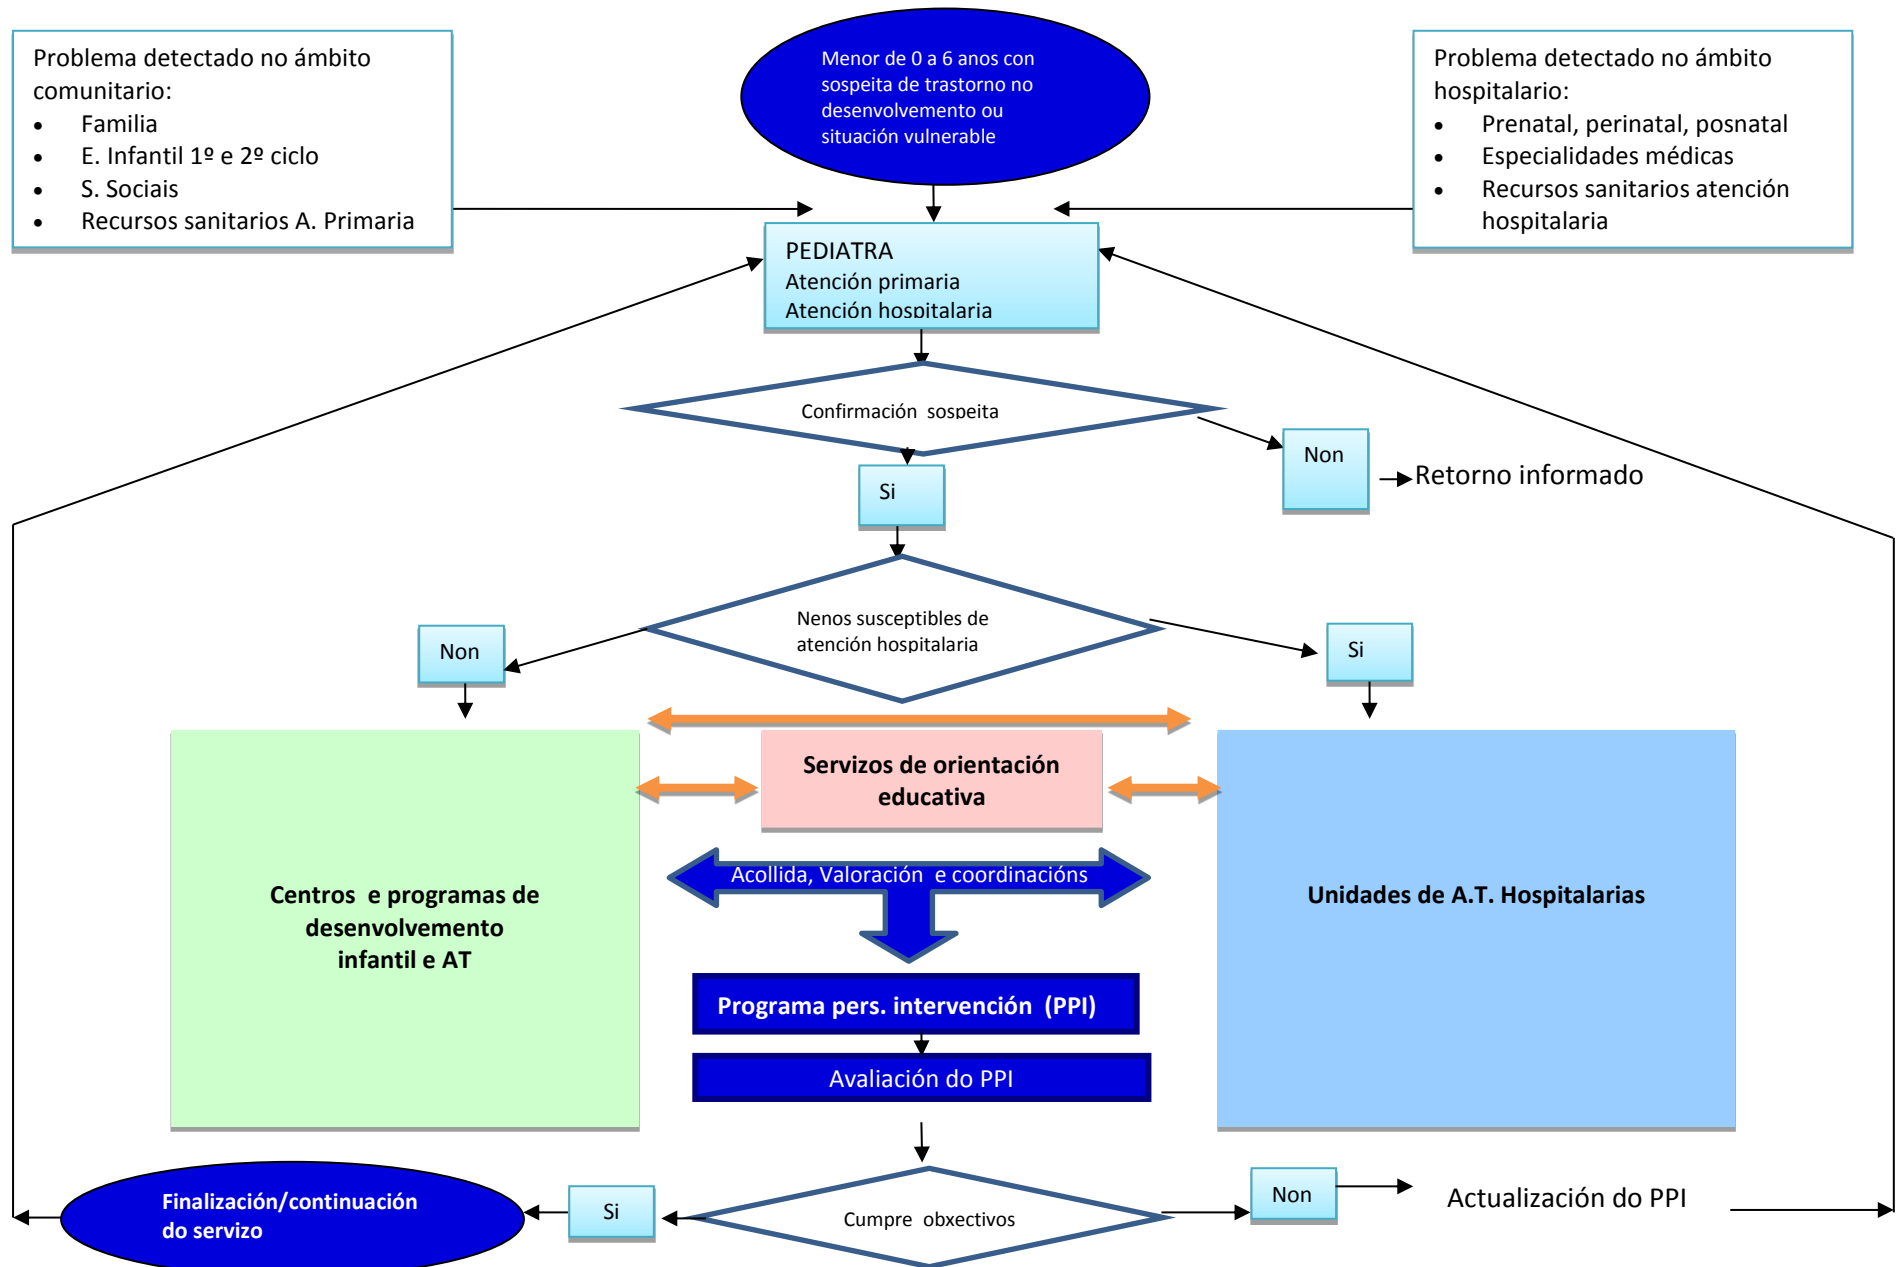 Problema detectado no ámbito
comunitario:
• Familia
• E. Infantil 1º e 2º ciclo
• S. Sociais
• Recursos sanitarios A. Primaria
Menor de 0 a 6 anos con
sospeita de trastorno no
desenvolvemento ou
situación vulnerable
Problema detectado no ámbito
hospitalario:
• Prenatal, perinatal, posnatal
• Especialidades médicas
• Recursos sanitarios atención
hospitalaria
PEDIATRA
Atención primaria
Atención hospitalaria
Confirmación sospeita
Non
Retorno informado
Si
Nenos susceptibles de
atención hospitalaria
Non
Si
Servizos de orientación
educativa
Acollida, Valoración e coordinacións
Centros e programas de
desenvolvemento
infantil e AT
Unidades de A.T. Hospitalarias
Programa pers. intervención (PPI)
Avaliación do PPI
Finalización/continuación
do servizo
Si
Cumpre obxectivos
Non
Actualización do PPI